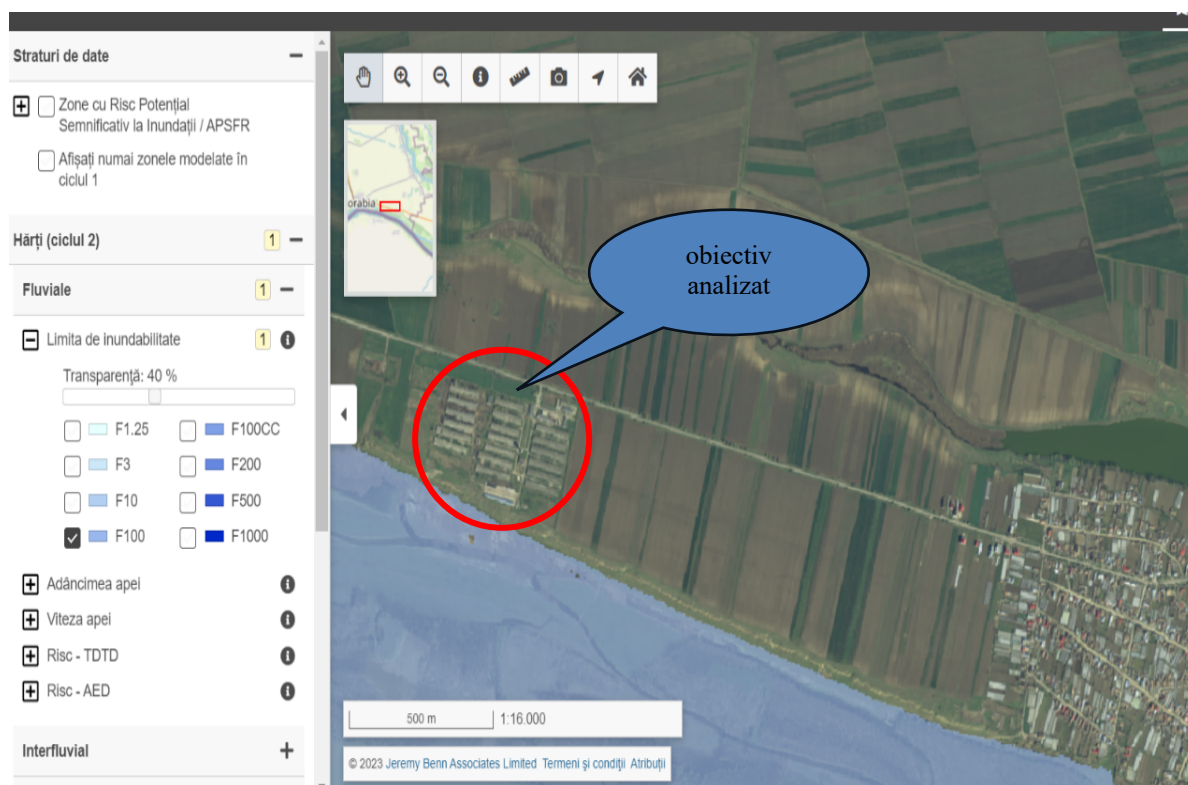 Straturi de date
Zone cu Risc Potențial
Semnificativ la Inundații / APSFR
Afișați numai zonele modelate în
ciclul 1
Hărți (ciclul 2) 1
Fluviale 1
Limita de inundabilitate 1
Transparență: 40 %
F1.25 F100CC
F3 F200
F10 F500
F100 F1000
Adâncimea apei
Viteza apei
Risc - TDTD
Risc - AED
Interfluvial
orabia
obiectiv
analizat
500 m 1:16.000
© 2023 Jeremy Benn Associates Limited Termeni şi condiţii Atribuții